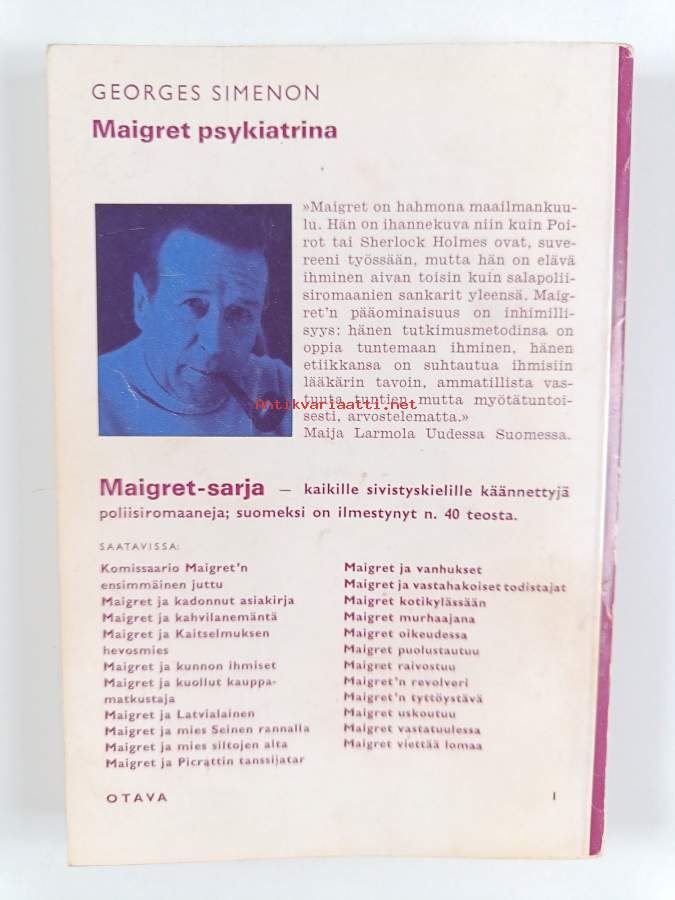 GEORGES SIMENON
Maigret psykiatrina
»Maigret on hahmona maailmankuu-
lu. Hän on ihannekuva niin kuin Poi-
rot tai Sherlock Holmes ovat, suve-
reeni työssään, mutta hän on elävä
ihminen aivan toisin kuin salapolii-
siromaanien sankarit yleensä. Maig-
ret'n pääominaisuus on inhimilli-
syys: hänen tutkimusmetodinsa on
oppia tuntemaan ihminen, hänen
etiikkansa on suhtautua ihmisiin
lääkärin tavoin, ammatillista vas-
tuuta tuntien mutta myötätuntoi-
sesti, arvostelematta.»
Maija Larmola Uudessa Suomessa.
Antikvariaatti.net
Maigret-sarja — kaikille sivistyskielille käännettyjä
poliisiromaaneja; suomeksi on ilmestynyt n. 40 teosta.
SAATAVISSA:
Komissaario Maigret'n
ensimmäinen juttu
Maigret ja kadonnut asiakirja
Maigret ja kahvilanemäntä
Maigret ja Kaitselmuksen
hevosmies
Maigret ja kunnon ihmiset
Maigret ja kuollut kauppa-
matkustaja
Maigret ja Latvialainen
Maigret ja mies Seinen rannalla
Maigret ja mies siltojen alta
Maigret ja Picrattin tanssijatar
Maigret ja vanhukset
Maigret ja vastahakoiset todistajat
Maigret kotikylässään
Maigret murhaajana
Maigret oikeudessa
Maigret puolustautuu
Maigret raivostuu
Maigret'n revolveri
Maigret'n tyttöystävä
Maigret uskoutuu
Maigret vastatuulessa
Maigret viettää lomaa
OTAVA
1